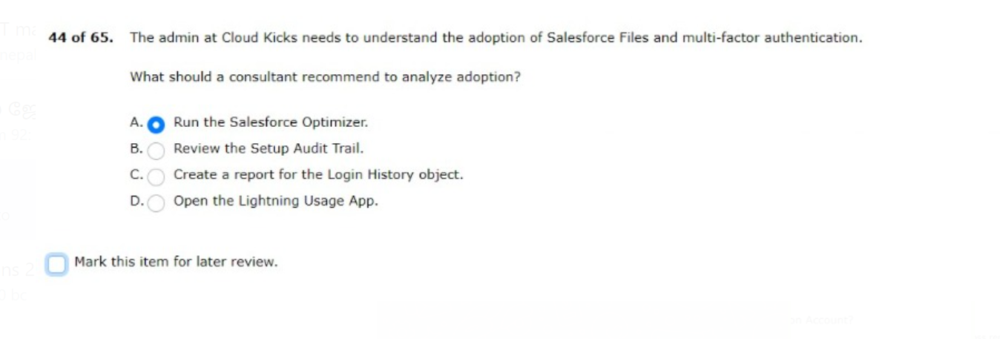 44 of 65. The admin at Cloud Kicks needs to understand the adoption of Salesforce Files and multi-factor authentication.
What should a consultant recommend to analyze adoption?
A. Run the Salesforce Optimizer.
B. Review the Setup Audit Trail.
C. Create a report for the Login History object.
D. Open the Lightning Usage App.
Mark this item for later review.